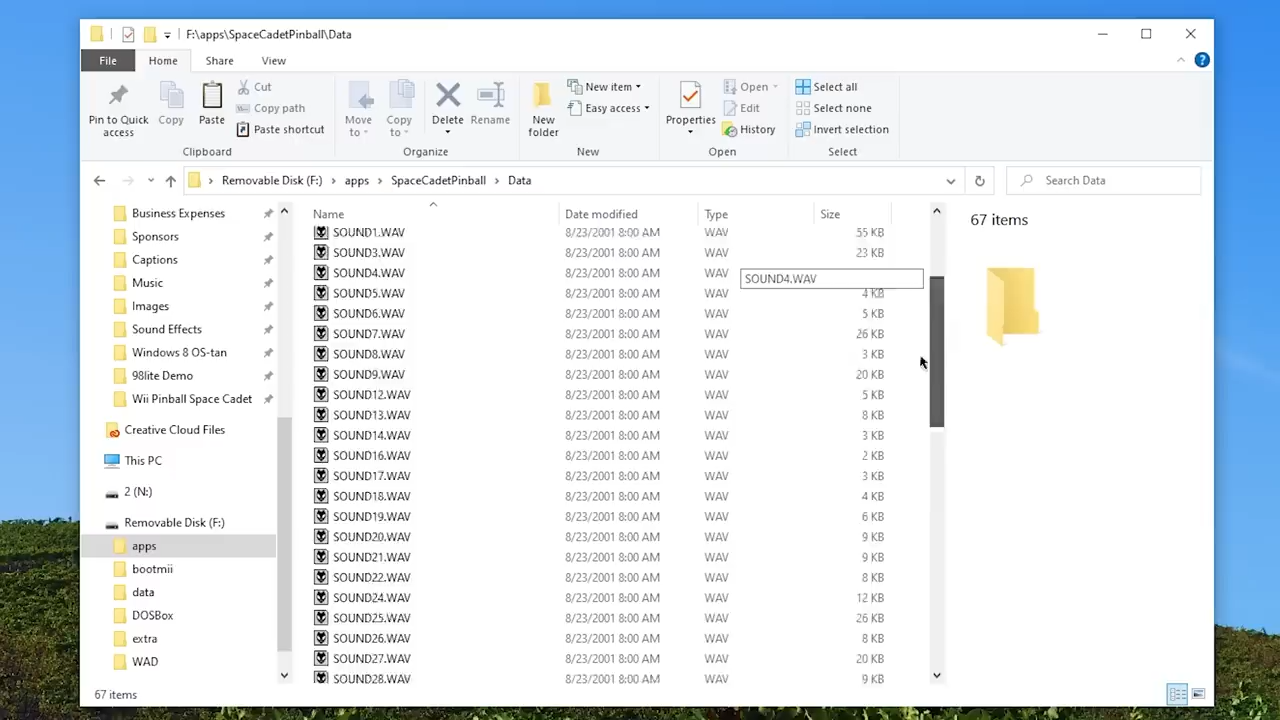 F:\apps\SpaceCadetPinball\Data
File Home Share View
Pin to Quick access
Copy
Paste
Cut
Copy path
Paste shortcut
Clipboard
Move to
Copy to
Delete
Rename
Organize
New folder
New item
Easy access
New
Properties
Open
Edit
History
Open
Select all
Select none
Invert selection
Select
Removable Disk (F:) > apps > SpaceCadetPinball > Data
Search Data
Business Expenses
Sponsors
Captions
Music
Images
Sound Effects
Windows 8 OS-tan
98lite Demo
Wii Pinball Space Cadet
Creative Cloud Files
This PC
2 (N:)
Removable Disk (F:)
apps
bootmii
data
DOSBox
extra
WAD
Name Date modified Type Size
SOUND1.WAV 8/23/2001 8:00 AM WAV 55 KB
SOUND3.WAV 8/23/2001 8:00 AM WAV 23 KB
SOUND4.WAV 8/23/2001 8:00 AM WAV
SOUND4.WAV
SOUND5.WAV 8/23/2001 8:00 AM WAV 4 KB
SOUND6.WAV 8/23/2001 8:00 AM WAV 5 KB
SOUND7.WAV 8/23/2001 8:00 AM WAV 26 KB
SOUND8.WAV 8/23/2001 8:00 AM WAV 3 KB
SOUND9.WAV 8/23/2001 8:00 AM WAV 20 KB
SOUND12.WAV 8/23/2001 8:00 AM WAV 5 KB
SOUND13.WAV 8/23/2001 8:00 AM WAV 8 KB
SOUND14.WAV 8/23/2001 8:00 AM WAV 3 KB
SOUND16.WAV 8/23/2001 8:00 AM WAV 2 KB
SOUND17.WAV 8/23/2001 8:00 AM WAV 3 KB
SOUND18.WAV 8/23/2001 8:00 AM WAV 4 KB
SOUND19.WAV 8/23/2001 8:00 AM WAV 6 KB
SOUND20.WAV 8/23/2001 8:00 AM WAV 9 KB
SOUND21.WAV 8/23/2001 8:00 AM WAV 9 KB
SOUND22.WAV 8/23/2001 8:00 AM WAV 8 KB
SOUND24.WAV 8/23/2001 8:00 AM WAV 12 KB
SOUND25.WAV 8/23/2001 8:00 AM WAV 26 KB
SOUND26.WAV 8/23/2001 8:00 AM WAV 8 KB
SOUND27.WAV 8/23/2001 8:00 AM WAV 20 KB
SOUND28.WAV 8/23/2001 8:00 AM WAV 9 KB
67 items
67 items